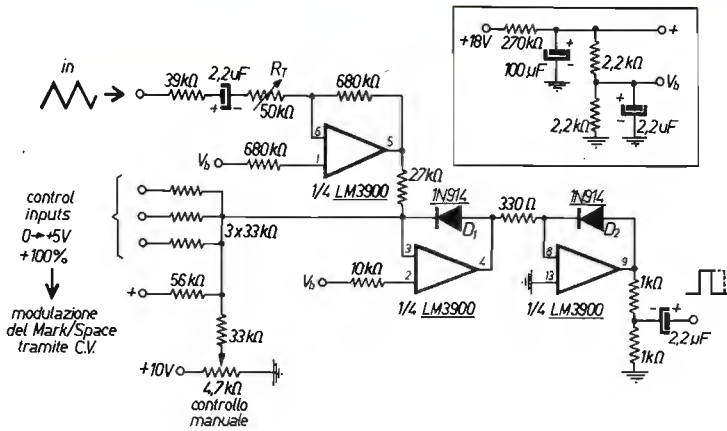 in
39kΩ
2,2uF
+ -
RT
50kΩ
680kΩ
6
5
1
Vb
680kΩ
1/4 LM3900
27kΩ
+18V
270kΩ
100µF
+
-
+
2,2kΩ
Vb
2,2kΩ
+
-
2,2µF
control
inputs
0→+5V
+100%
modulazione
del Mark/Space
tramite C.V.
3x33kΩ
+
56kΩ
33kΩ
+10V
4,7kΩ
controllo
manuale
1N914
D1
3
4
2
Vb
10kΩ
1/4 LM3900
330Ω
1N914
D2
8
9
13
1/4 LM3900
1kΩ
- +
2,2µF
1kΩ